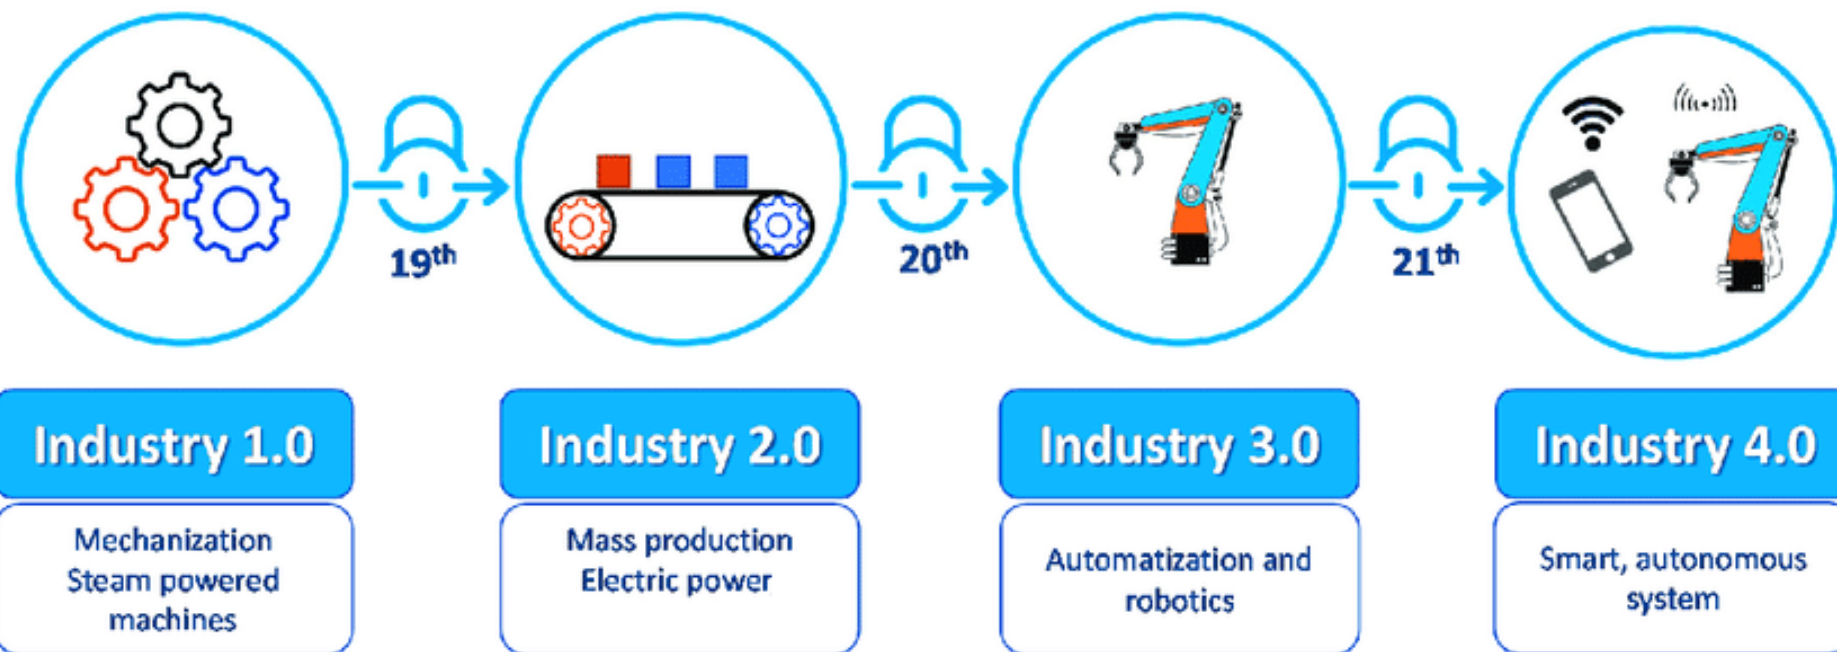 19th
20th
21th
Industry 1.0
Industry 2.0
Industry 3.0
Industry 4.0
Mechanization
Steam powered
machines
Mass production
Electric power
Automatization and
robotics
Smart, autonomous
system